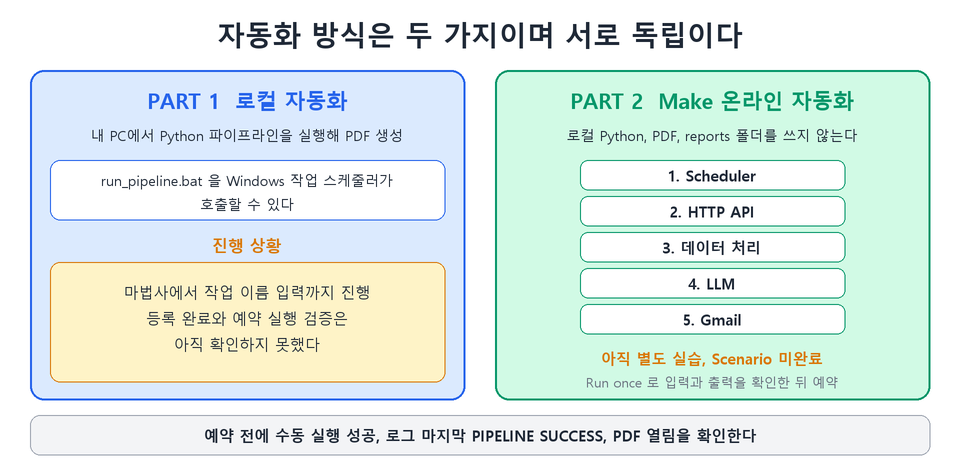 자동화 방식은 두 가지이며 서로 독립이다
PART 1 로컬 자동화
내 PC에서 Python 파이프라인을 실행해 PDF 생성
run_pipeline.bat 을 Windows 작업 스케줄러가
호출할 수 있다
진행 상황
마법사에서 작업 이름 입력까지 진행
등록 완료와 예약 실행 검증은
아직 확인하지 못했다
PART 2 Make 온라인 자동화
로컬 Python, PDF, reports 폴더를 쓰지 않는다
1. Scheduler
2. HTTP API
3. 데이터 처리
4. LLM
5. Gmail
아직 별도 실습, Scenario 미완료
Run once 로 입력과 출력을 확인한 뒤 예약
예약 전에 수동 실행 성공, 로그 마지막 PIPELINE SUCCESS, PDF 열림을 확인한다